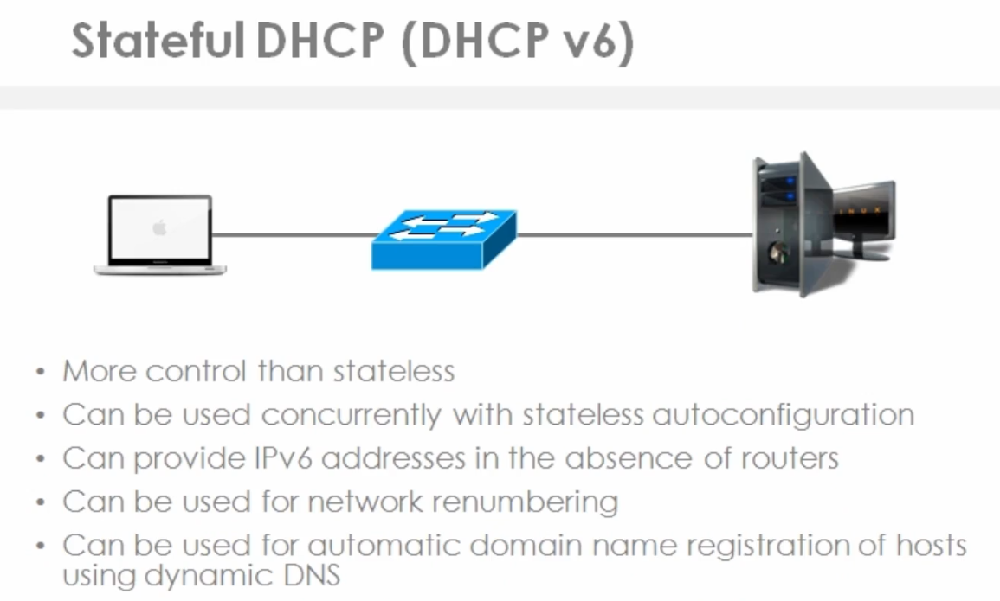 Stateful DHCP (DHCP v6)
• More control than stateless
• Can be used concurrently with stateless autoconfiguration
• Can provide IPv6 addresses in the absence of routers
• Can be used for network renumbering
• Can be used for automatic domain name registration of hosts
using dynamic DNS